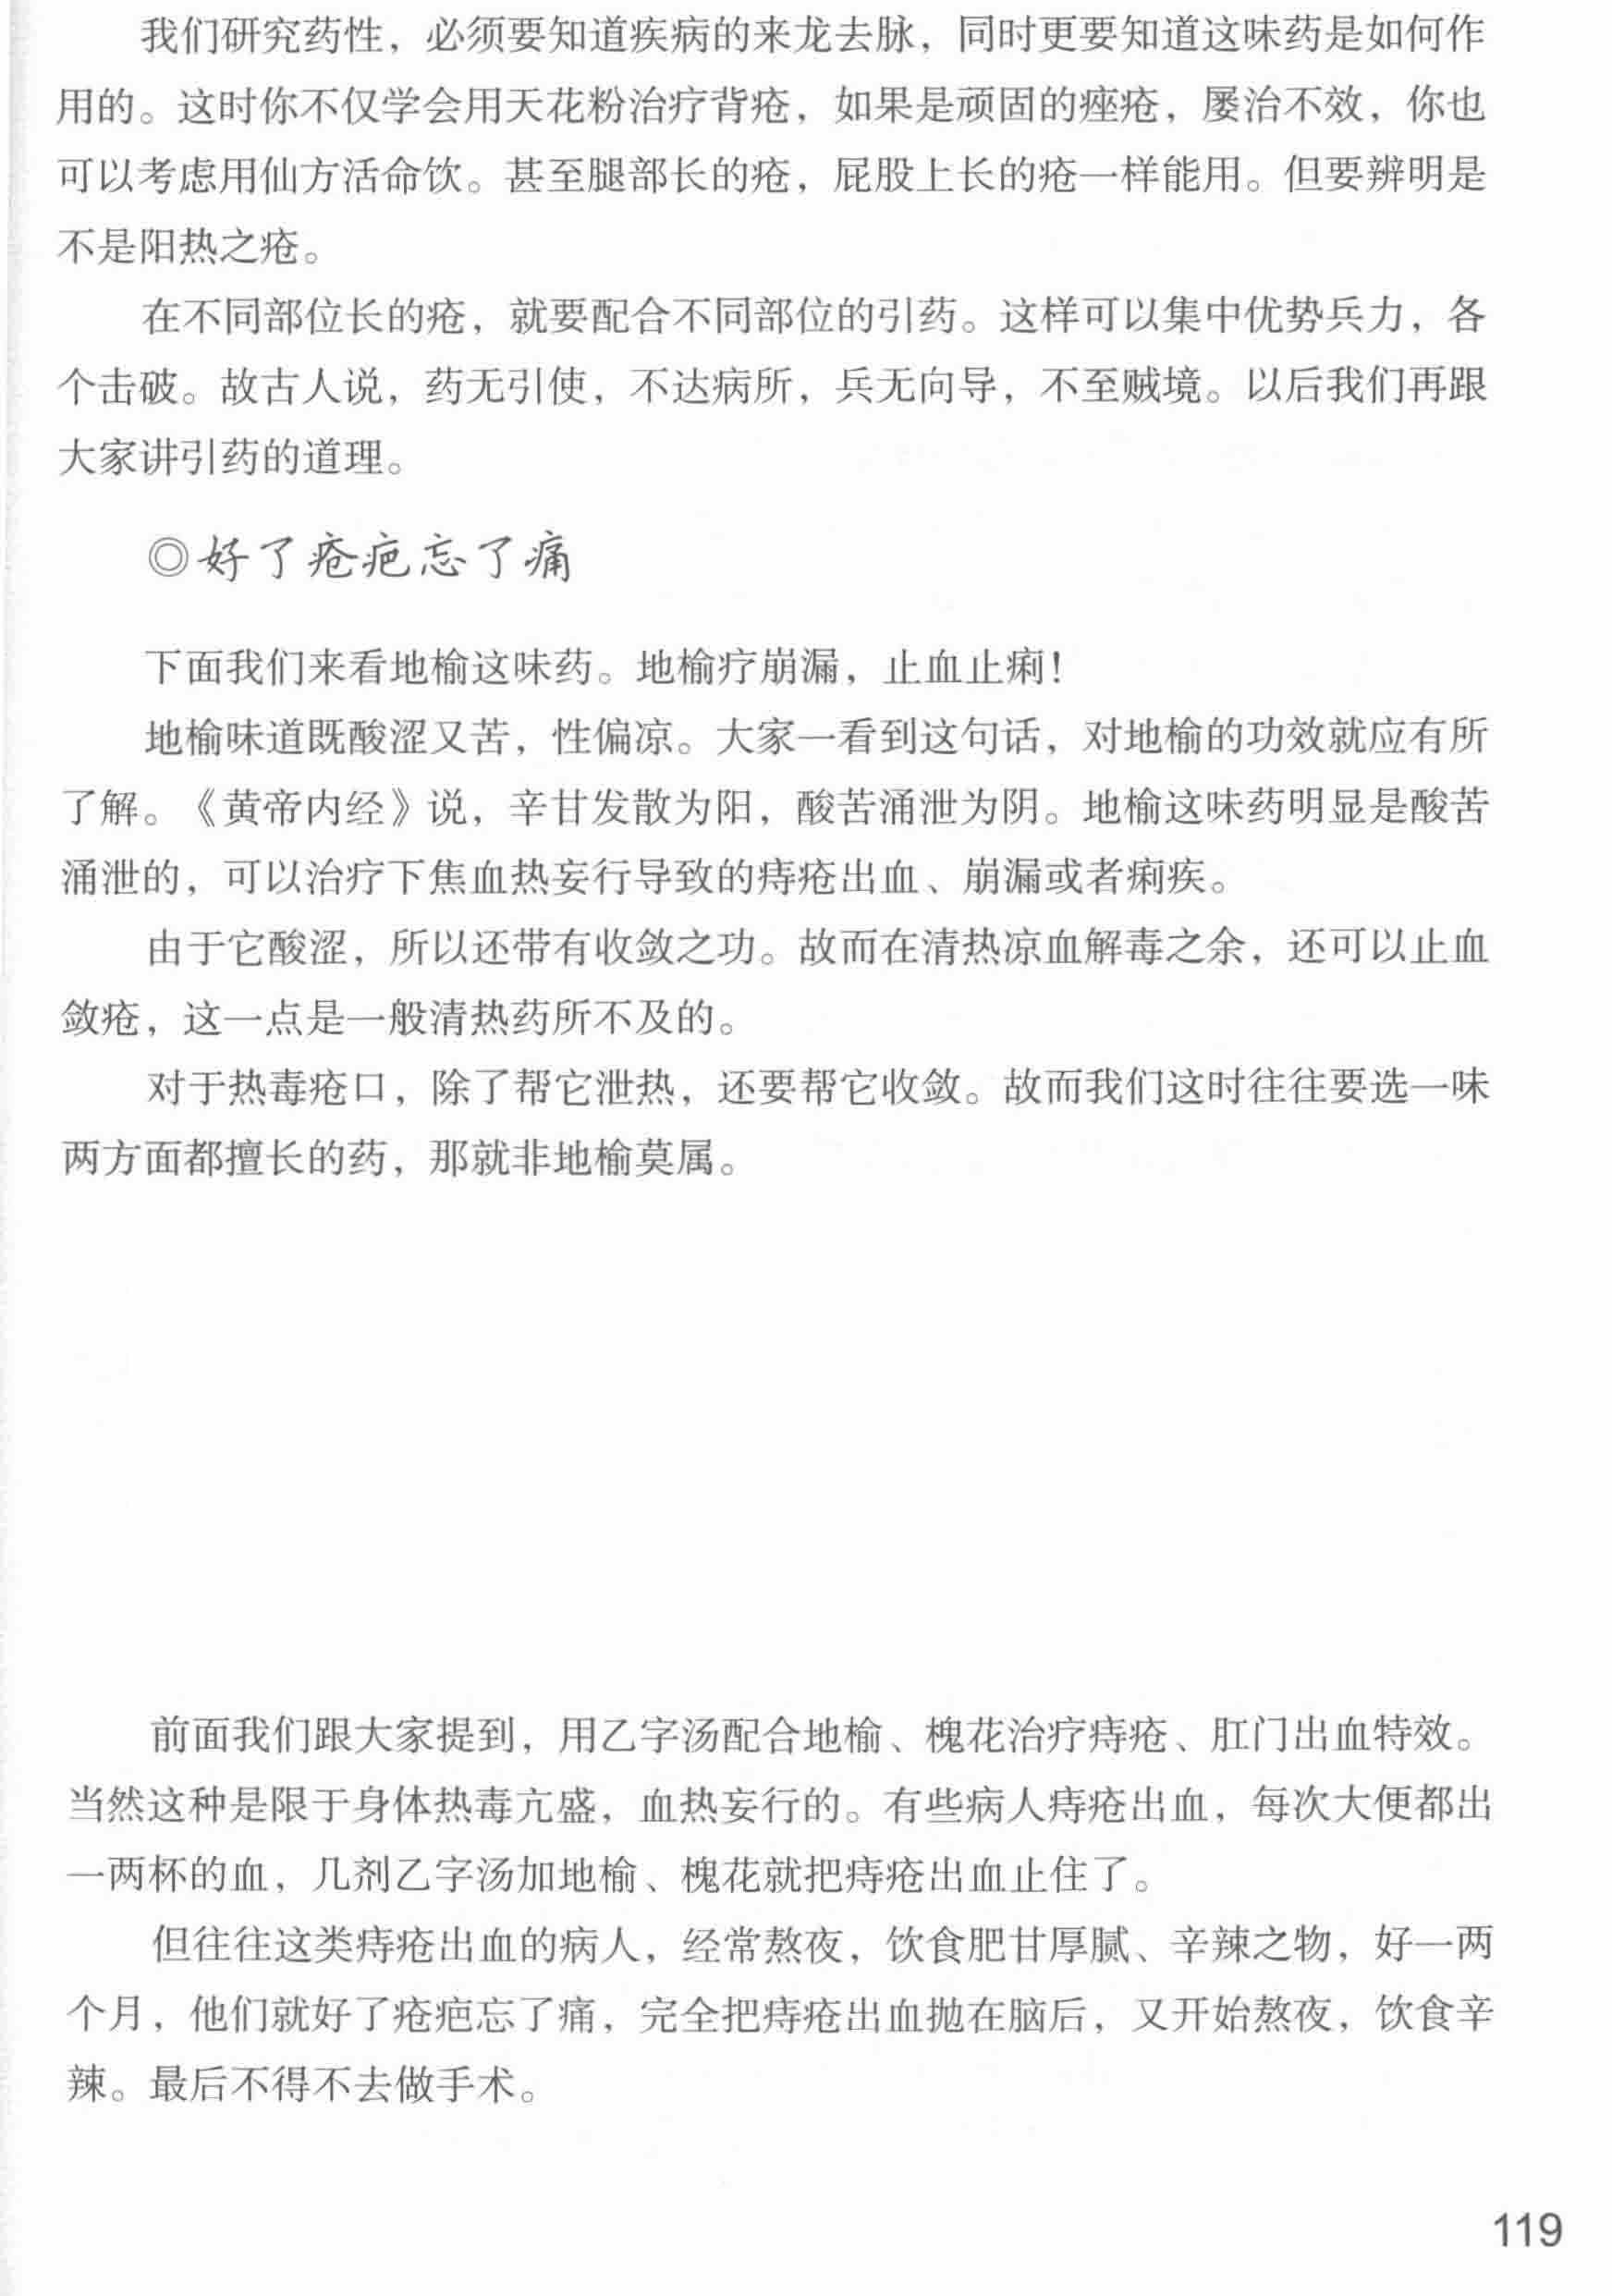 我们研究药性，必须要知道疾病的来龙去脉，同时更要知道这味药是如何作
用的。这时你不仅学会用天花粉治疗背疮，如果是顽固的痤疮，屡治不效，你也
可以考虑用仙方活命饮。甚至腿部长的疮，屁股上长的疮一样能用。但要辨明是
不是阳热之疮。
在不同部位长的疮，就要配合不同部位的引药。这样可以集中优势兵力，各
个击破。故古人说，药无引使，不达病所，兵无向导，不至贼境。以后我们再跟
大家讲引药的道理。
◎好了疮疤忘了痛
下面我们来看地榆这味药。地榆疗崩漏，止血止痢！
地榆味道既酸涩又苦，性偏凉。大家一看到这句话，对地榆的功效就应有所
了解。《黄帝内经》说，辛甘发散为阳，酸苦涌泄为阴。地榆这味药明显是酸苦
涌泄的，可以治疗下焦血热妄行导致的痔疮出血、崩漏或者痢疾。
由于它酸涩，所以还带有收敛之功。故而在清热凉血解毒之余，还可以止血
敛疮，这一点是一般清热药所不及的。
对于热毒疮口，除了帮它泄热，还要帮它收敛。故而我们这时往往要选一味
两方面都擅长的药，那就非地榆莫属。
前面我们跟大家提到，用乙字汤配合地榆、槐花治疗痔疮、肛门出血特效。
当然这种是限于身体热毒亢盛，血热妄行的。有些病人痔疮出血，每次大便都出
一两杯的血，几剂乙字汤加地榆、槐花就把痔疮出血止住了。
但往往这类痔疮出血的病人，经常熬夜，饮食肥甘厚腻、辛辣之物，好一两
个月，他们就好了疮疤忘了痛，完全把痔疮出血抛在脑后，又开始熬夜，饮食辛
辣。最后不得不去做手术。
119